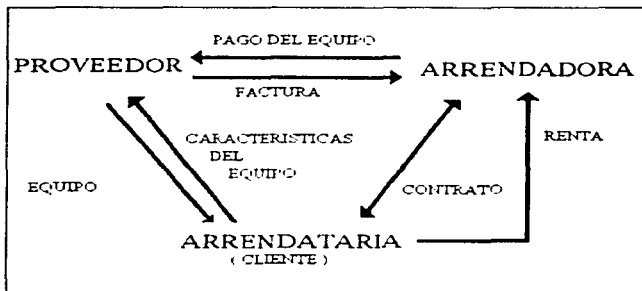 PAGO DEL EQUIPO
PROVEEDOR
ARRENDADORA
FACTURA
CARACTERISTICAS
DEL
EQUIPO
RENTA
EQUIPO
CONTRATO
ARRENDATARIA
( CLIENTE )